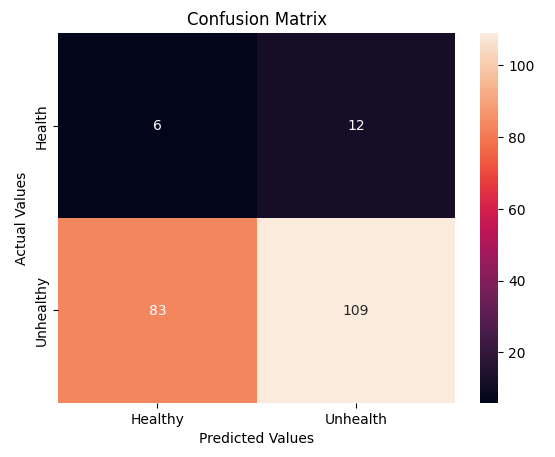 Confusion Matrix
Actual Values
Health
6
12
100
80
60
40
20
Unhealthy
83
109
Healthy
Unhealth
Predicted Values